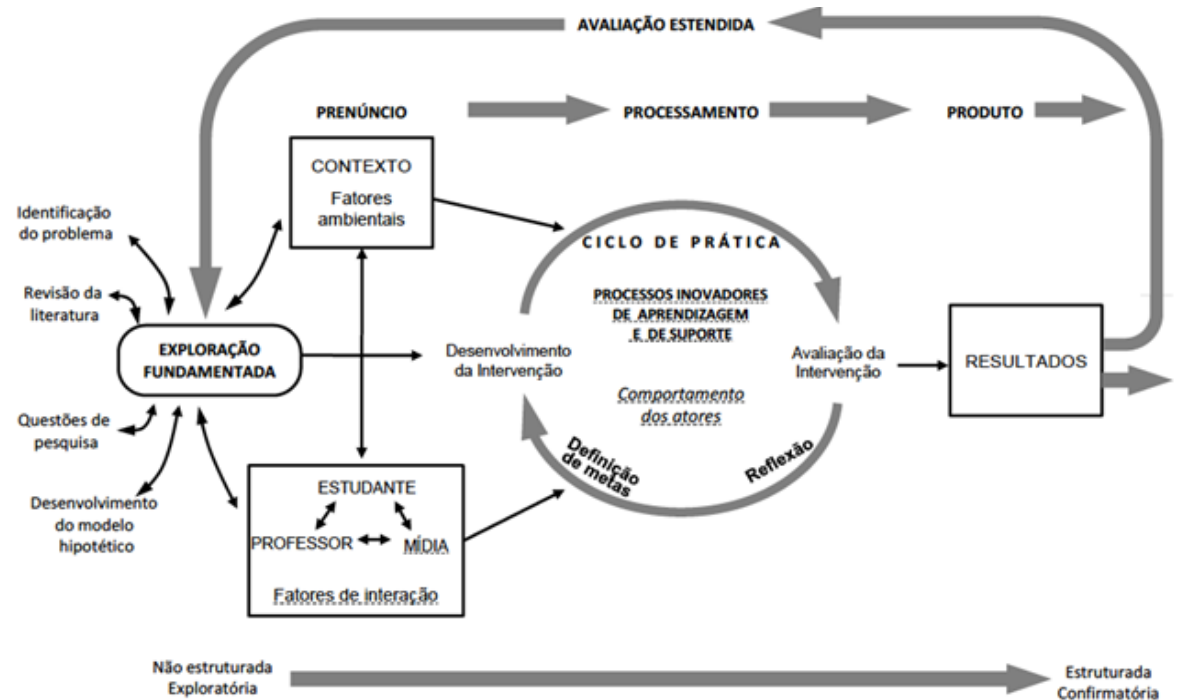 AVALIAÇÃO ESTENDIDA
PRENÚNCIO
PROCESSAMENTO
PRODUTO
CONTEXTO
Fatores
ambientais
Identificação
do problema
Revisão da
literatura
EXPLORAÇÃO
FUNDAMENTADA
Questões de
pesquisa
Desenvolvimento
do modelo
hipotético
ESTUDANTE
PROFESSOR
MÍDIA
Fatores de interação
CICLO DE PRÁTICA
PROCESSOS INOVADORES
DE APRENDIZAGEM
E DE SUPORTE
Desenvolvimento
da Intervenção
Avaliação da
Intervenção
Comportamento
dos atores
Definição
de metas
Reflexão
RESULTADOS
Não estruturada
Exploratória
Estruturada
Confirmatória